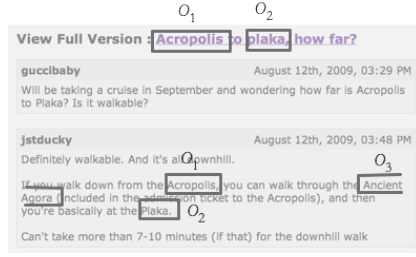 O1 O2
View Full Version : Acropolis to plaka, how far?
guccibaby August 12th, 2009, 03:29 PM
Will be taking a cruise in September and wondering how far is Acropolis
to Plaka? Is it walkable?
jstducky August 12th, 2009, 03:48 PM
Definitely walkable. And it's all downhill.
O1 O3
If you walk down from the Acropolis, you can walk through the Ancient
Agora (included in the admission ticket to the Acropolis), and then
you're basically at the Plaka. O2
Can't take more than 7-10 minutes (if that) for the downhill walk